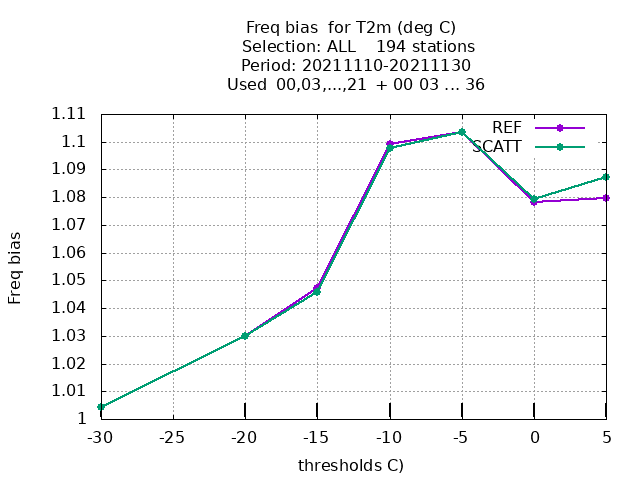 Freq bias  for T2m (deg C)
Selection: ALL    194 stations
Period: 20211110-20211130
Used  00,03,...,21  + 00 03 ... 36
1.11
1.1
1.09
1.08
1.07
1.06
1.05
1.04
1.03
1.02
1.01
1
Freq bias
REF
SCATT
-30
-25
-20
-15
-10
-5
0
5
thresholds C)